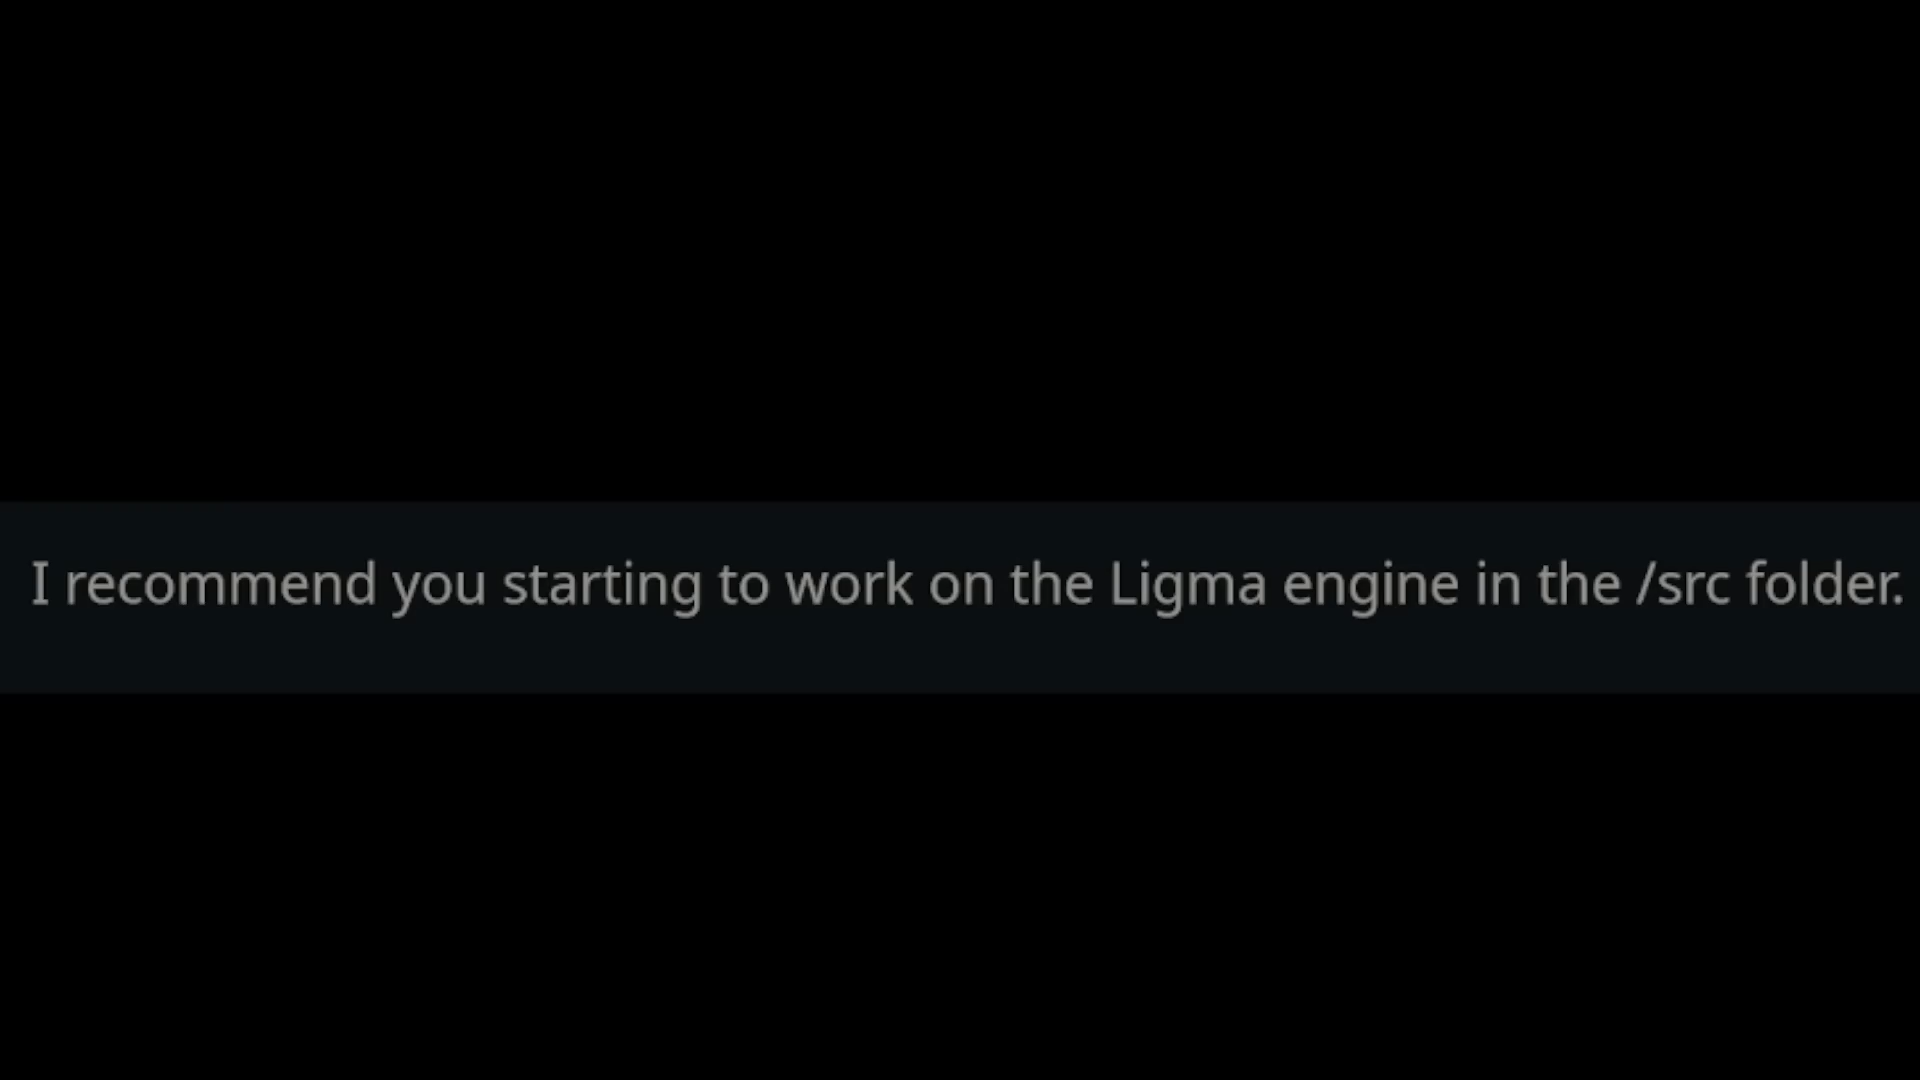 I recommend you starting to work on the Ligma engine in the /src folder.